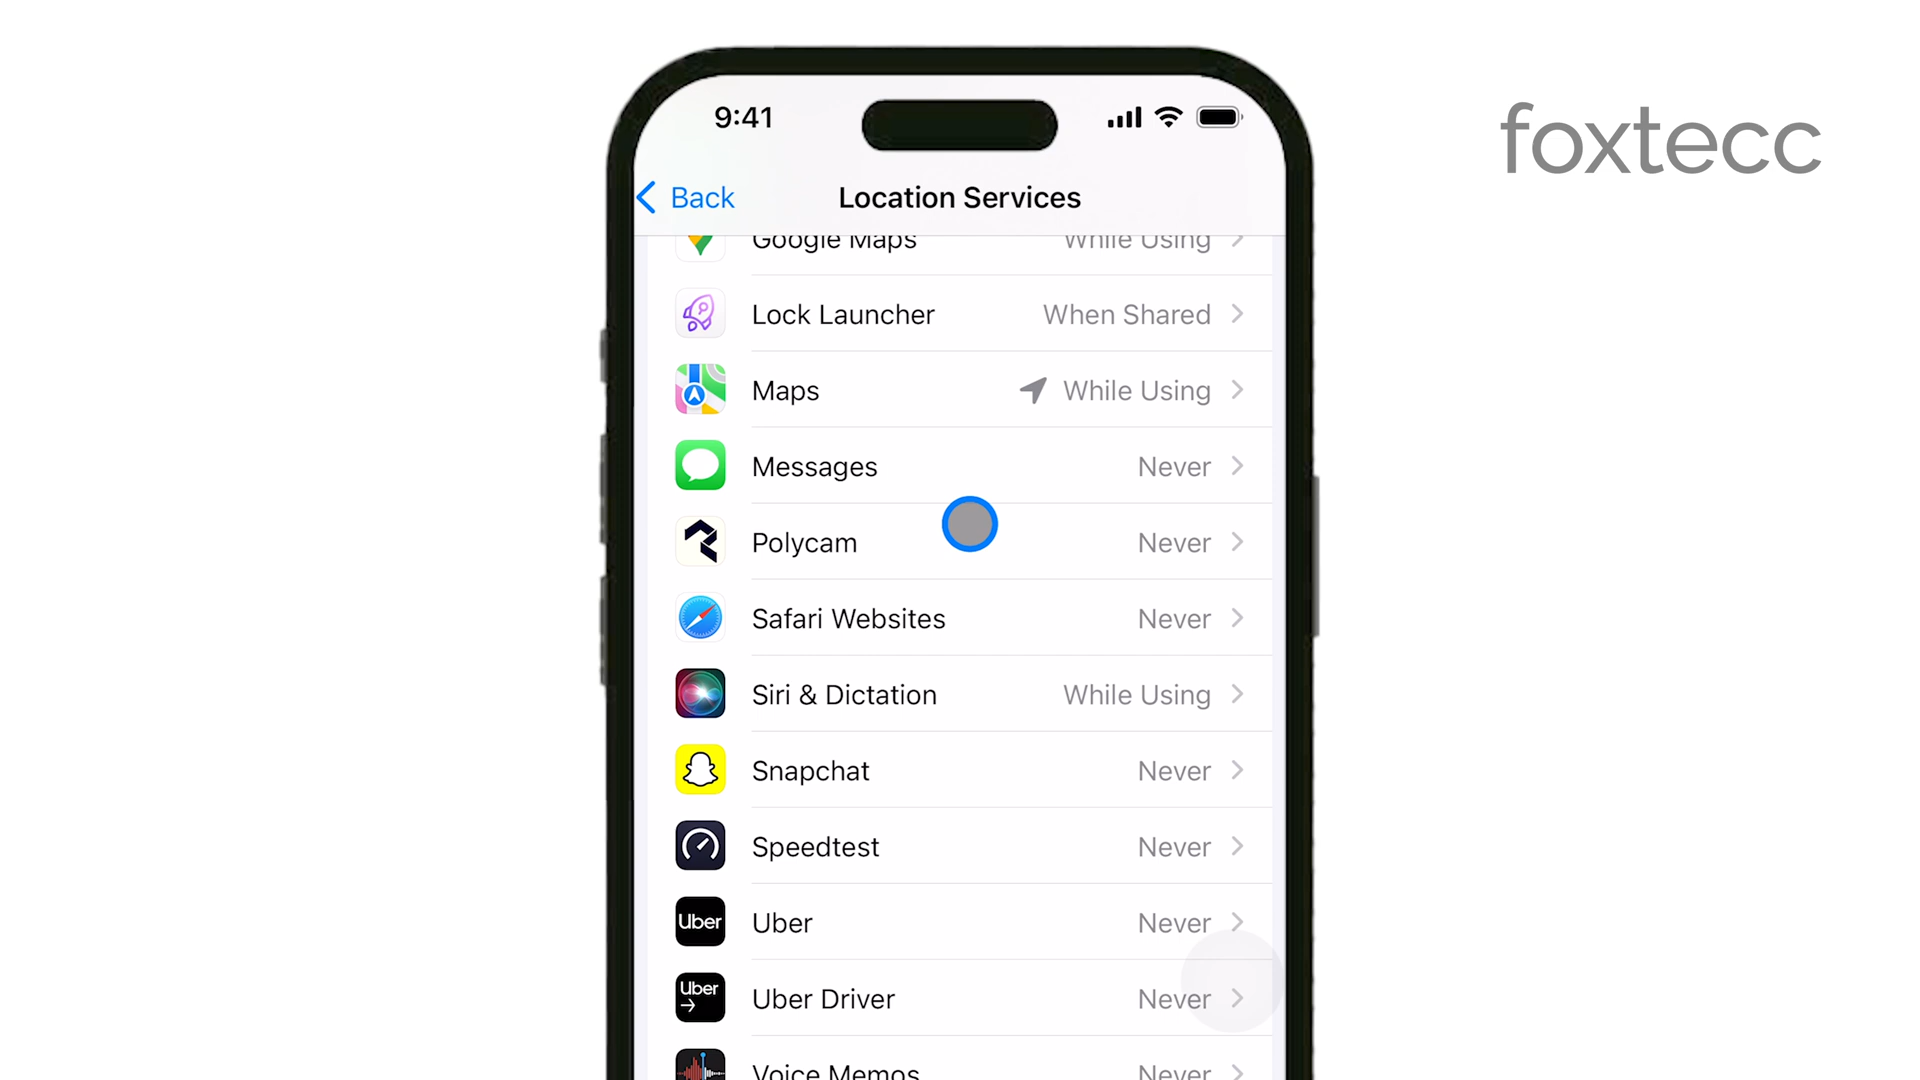 9:41
foxtecc
Back
Location Services
Google Maps While Using
Lock Launcher When Shared
Maps While Using
Messages Never
Polycam Never
Safari Websites Never
Siri & Dictation While Using
Snapchat Never
Speedtest Never
Uber Uber Never
Uber Uber Driver Never
Voice Memos Never